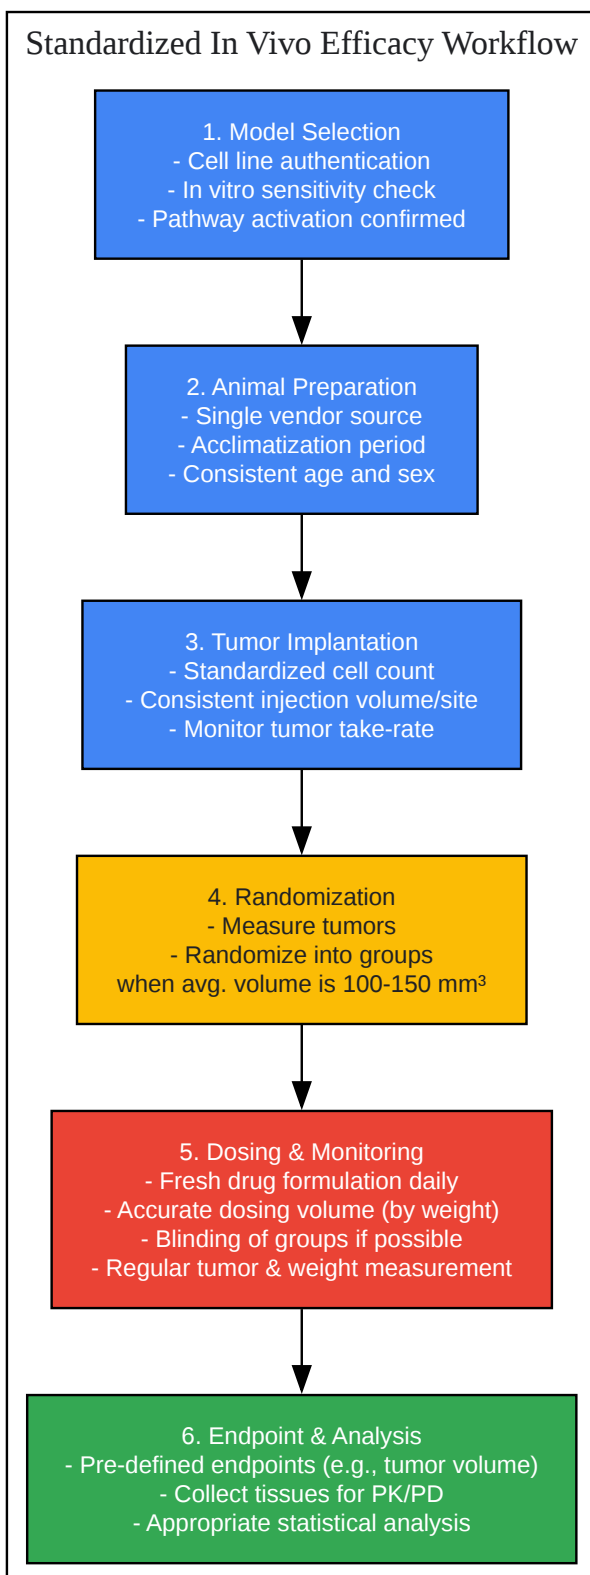 Standardized In Vivo Efficacy Workflow
1. Model Selection
- Cell line authentication
- In vitro sensitivity check
- Pathway activation confirmed
2. Animal Preparation
- Single vendor source
- Acclimatization period
- Consistent age and sex
3. Tumor Implantation
- Standardized cell count
- Consistent injection volume/site
- Monitor tumor take-rate
4. Randomization
- Measure tumors
- Randomize into groups
when avg. volume is 100-150 mm³
5. Dosing & Monitoring
- Fresh drug formulation daily
- Accurate dosing volume (by weight)
- Blinding of groups if possible
- Regular tumor & weight measurement
6. Endpoint & Analysis
- Pre-defined endpoints (e.g., tumor volume)
- Collect tissues for PK/PD
- Appropriate statistical analysis